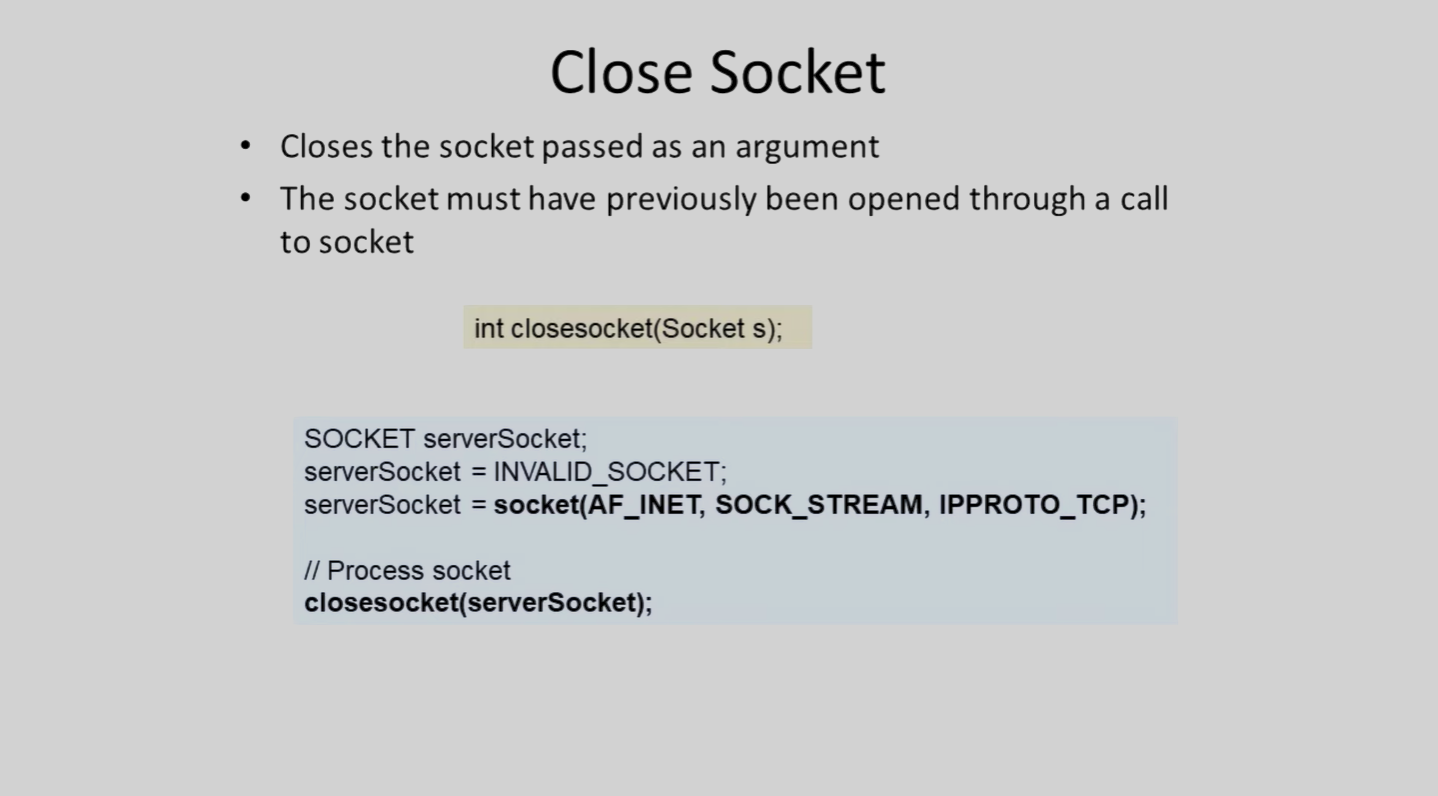 Close Socket
• Closes the socket passed as an argument
• The socket must have previously been opened through a call
to socket
int closesocket(Socket s);
SOCKET serverSocket;
serverSocket = INVALID_SOCKET;
serverSocket = socket(AF_INET, SOCK_STREAM, IPPROTO_TCP);
// Process socket
closesocket(serverSocket);